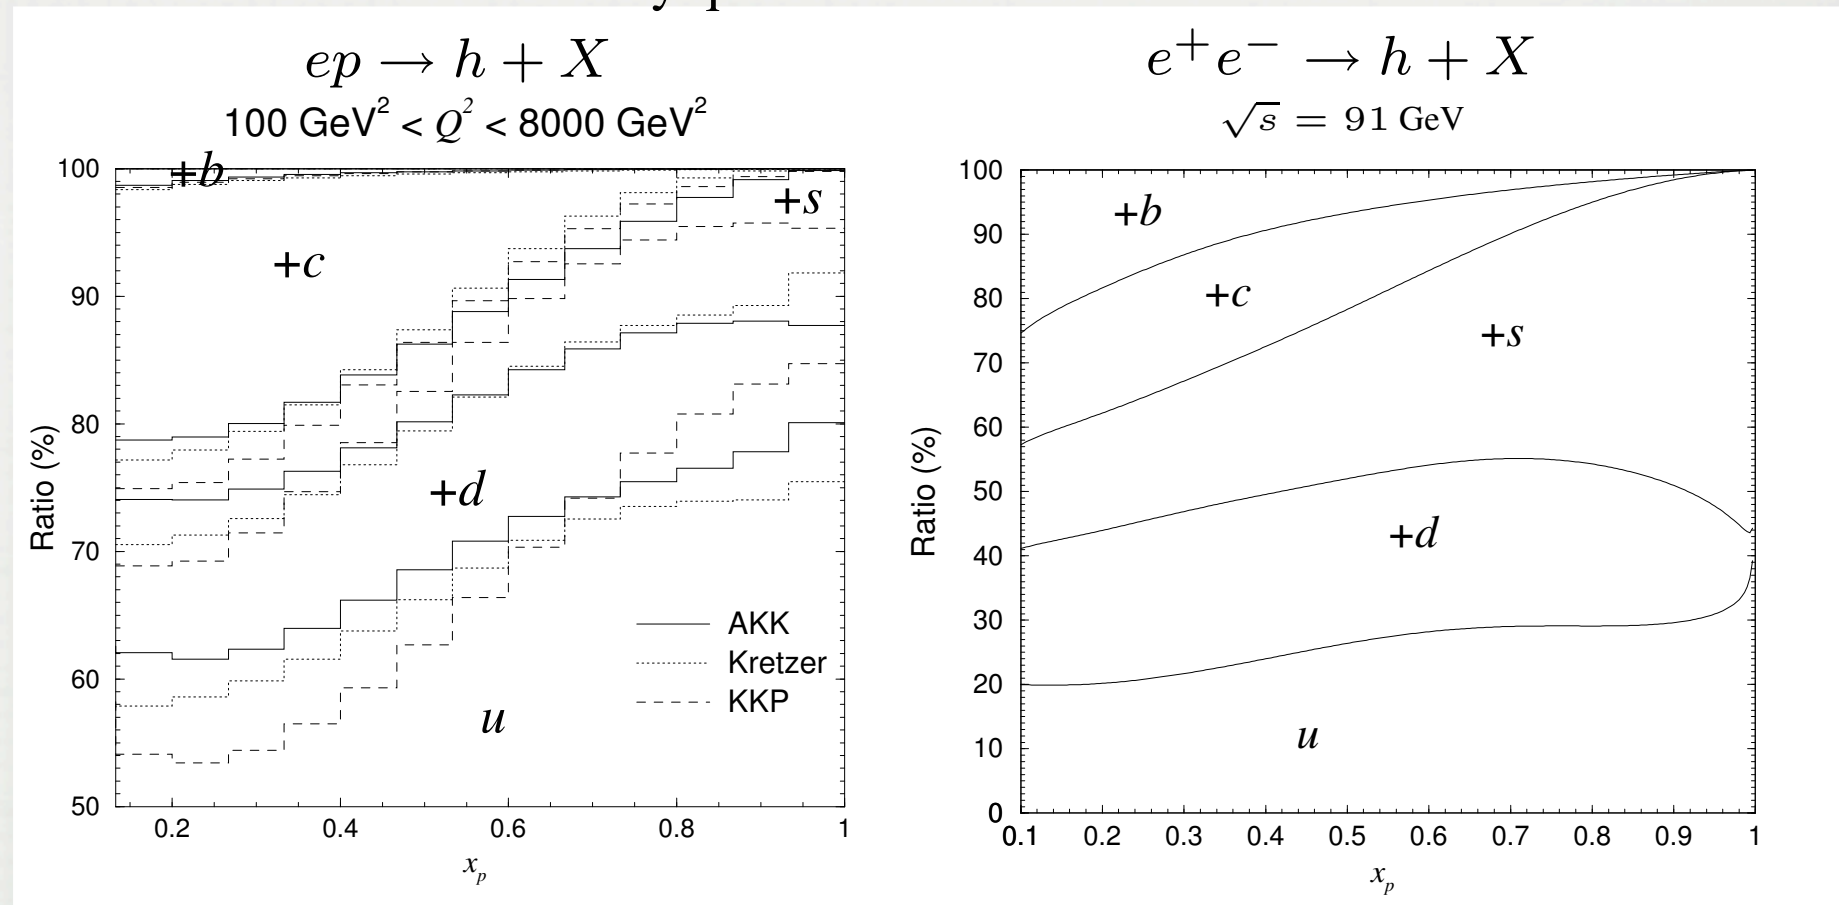 ep → h + X
100 GeV² < Q² < 8000 GeV²
+b
+s
+c
+d
u
AKK
Kretzer
KKP
Ratio (%)
100
90
80
70
60
50
0.2 0.4 0.6 0.8 1
xₚ
e⁺e⁻ → h + X
√s = 91 GeV
+b
+c
+s
+d
u
Ratio (%)
100
90
80
70
60
50
40
30
20
10
0
0.1 0.2 0.3 0.4 0.5 0.6 0.7 0.8 0.9 1
xₚ